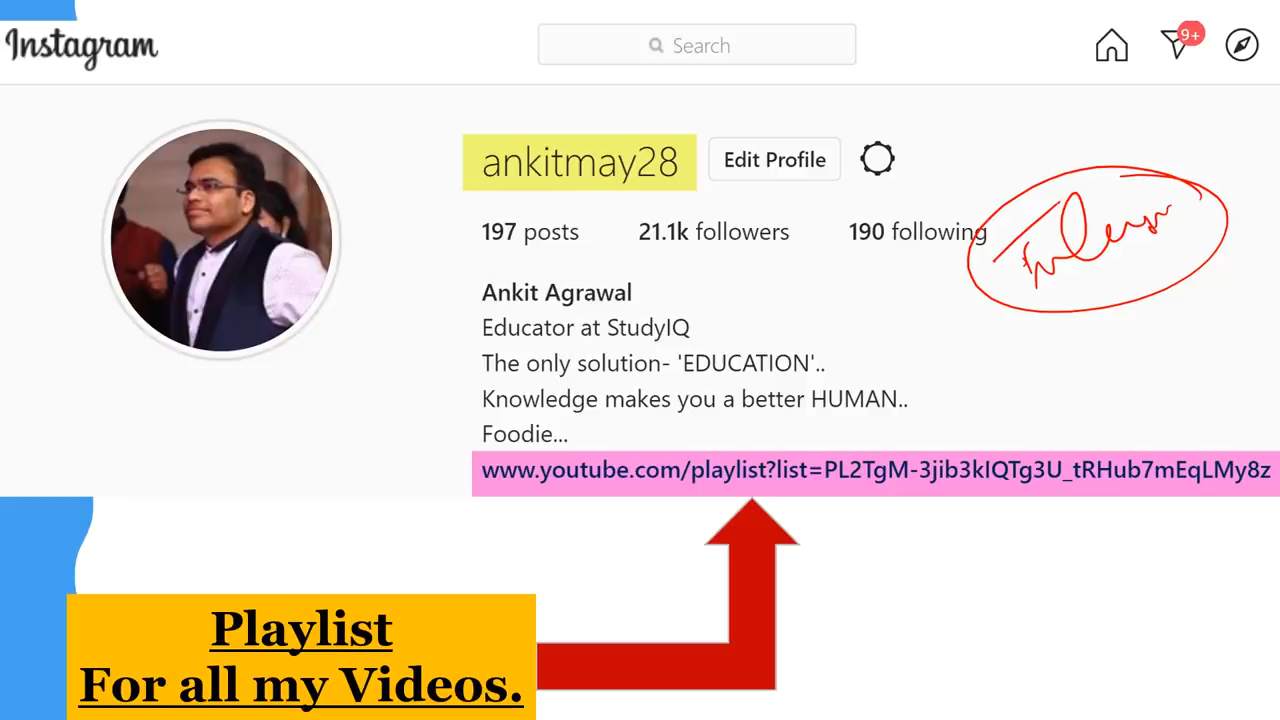 Instagram
Search
9+
ankitmay28
Edit Profile
197 posts 21.1k followers 190 following
Ankit Agrawal
Educator at StudyIQ
The only solution- 'EDUCATION'..
Knowledge makes you a better HUMAN..
Foodie...
www.youtube.com/playlist?list=PL2TgM-3jib3kIQTg3U_tRHub7mEqLMy8z
Playlist
For all my Videos.